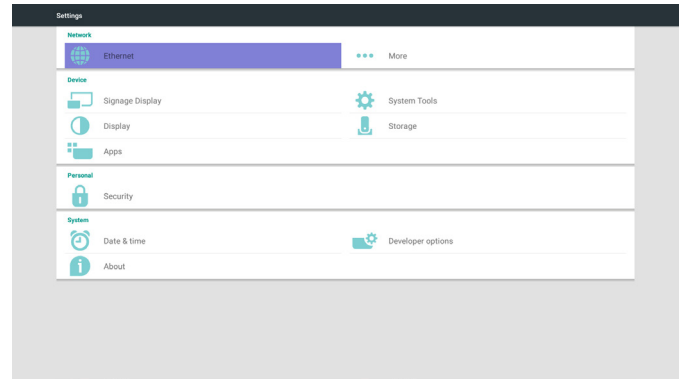 Settings
Network
Ethernet
More
Device
Signage Display
System Tools
Display
Storage
Apps
Personal
Security
System
Date & time
Developer options
About